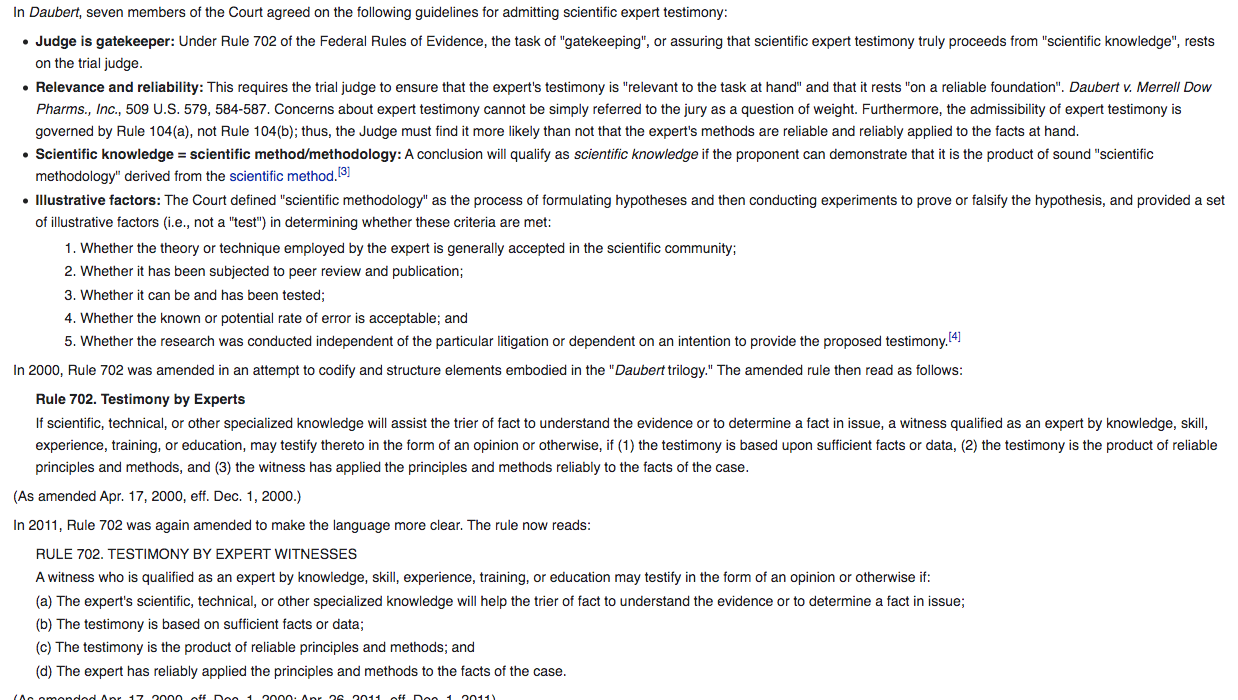 In Daubert, seven members of the Court agreed on the following guidelines for admitting scientific expert testimony:
• Judge is gatekeeper: Under Rule 702 of the Federal Rules of Evidence, the task of "gatekeeping", or assuring that scientific expert testimony truly proceeds from "scientific knowledge", rests
on the trial judge.
• Relevance and reliability: This requires the trial judge to ensure that the expert's testimony is "relevant to the task at hand" and that it rests "on a reliable foundation". Daubert v. Merrell Dow
Pharms., Inc., 509 U.S. 579, 584-587. Concerns about expert testimony cannot be simply referred to the jury as a question of weight. Furthermore, the admissibility of expert testimony is
governed by Rule 104(a), not Rule 104(b); thus, the Judge must find it more likely than not that the expert's methods are reliable and reliably applied to the facts at hand.
• Scientific knowledge = scientific method/methodology: A conclusion will qualify as scientific knowledge if the proponent can demonstrate that it is the product of sound "scientific
methodology" derived from the scientific method.[3]
• Illustrative factors: The Court defined "scientific methodology" as the process of formulating hypotheses and then conducting experiments to prove or falsify the hypothesis, and provided a set
of illustrative factors (i.e., not a "test") in determining whether these criteria are met:
1. Whether the theory or technique employed by the expert is generally accepted in the scientific community;
2. Whether it has been subjected to peer review and publication;
3. Whether it can be and has been tested;
4. Whether the known or potential rate of error is acceptable; and
5. Whether the research was conducted independent of the particular litigation or dependent on an intention to provide the proposed testimony.[4]
In 2000, Rule 702 was amended in an attempt to codify and structure elements embodied in the "Daubert trilogy." The amended rule then read as follows:
Rule 702. Testimony by Experts
If scientific, technical, or other specialized knowledge will assist the trier of fact to understand the evidence or to determine a fact in issue, a witness qualified as an expert by knowledge, skill,
experience, training, or education, may testify thereto in the form of an opinion or otherwise, if (1) the testimony is based upon sufficient facts or data, (2) the testimony is the product of reliable
principles and methods, and (3) the witness has applied the principles and methods reliably to the facts of the case.
(As amended Apr. 17, 2000, eff. Dec. 1, 2000.)
In 2011, Rule 702 was again amended to make the language more clear. The rule now reads:
RULE 702. TESTIMONY BY EXPERT WITNESSES
A witness who is qualified as an expert by knowledge, skill, experience, training, or education may testify in the form of an opinion or otherwise if:
(a) The expert's scientific, technical, or other specialized knowledge will help the trier of fact to understand the evidence or to determine a fact in issue;
(b) The testimony is based on sufficient facts or data;
(c) The testimony is the product of reliable principles and methods; and
(d) The expert has reliably applied the principles and methods to the facts of the case.
(As amended Apr. 17, 2000, eff. Dec. 1, 2000; Apr. 26, 2011, eff. Dec. 1, 2011)